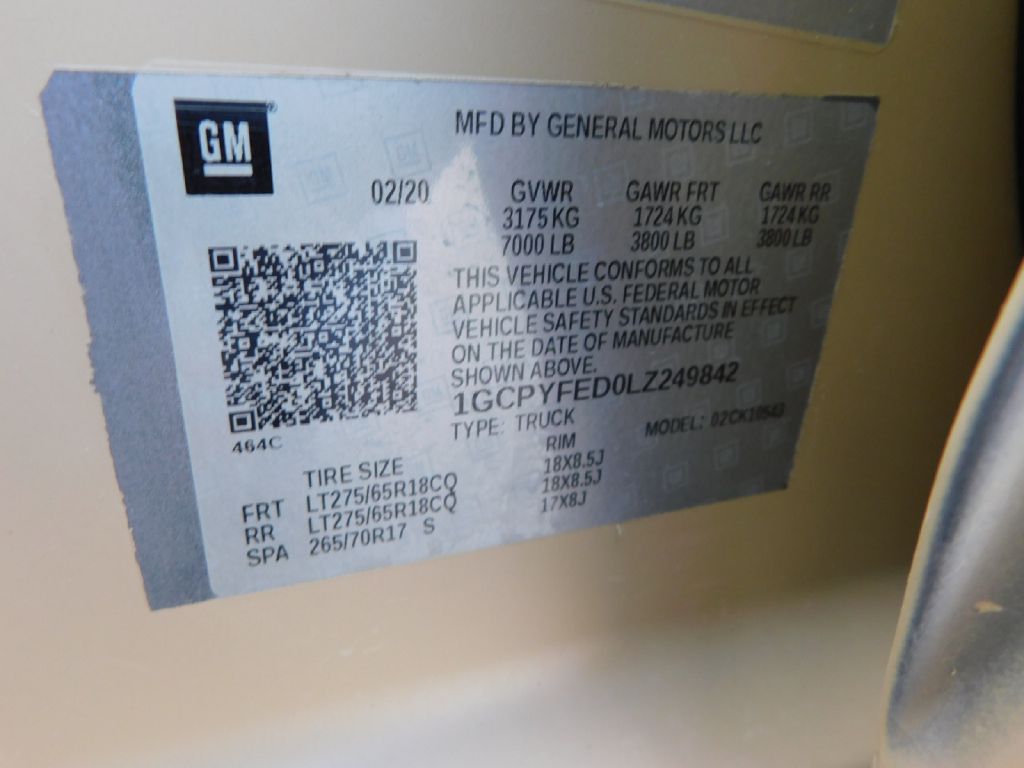 GM
MFD BY GENERAL MOTORS LLC
02/20 GVWR GAWR FRT GAWR RR
3175 KG 1724 KG 1724 KG
7000 LB 3800 LB 3800 LB
THIS VEHICLE CONFORMS TO ALL
APPLICABLE U.S. FEDERAL MOTOR
VEHICLE SAFETY STANDARDS IN EFFECT
ON THE DATE OF MANUFACTURE
SHOWN ABOVE.
1GCPYFED0LZ249842
TYPE: TRUCK MODEL: 02CK10543
464C
TIRE SIZE RIM
FRT LT275/65R18CQ 18X8.5J
RR LT275/65R18CQ 18X8.5J
SPA 265/70R17 S 17X8J